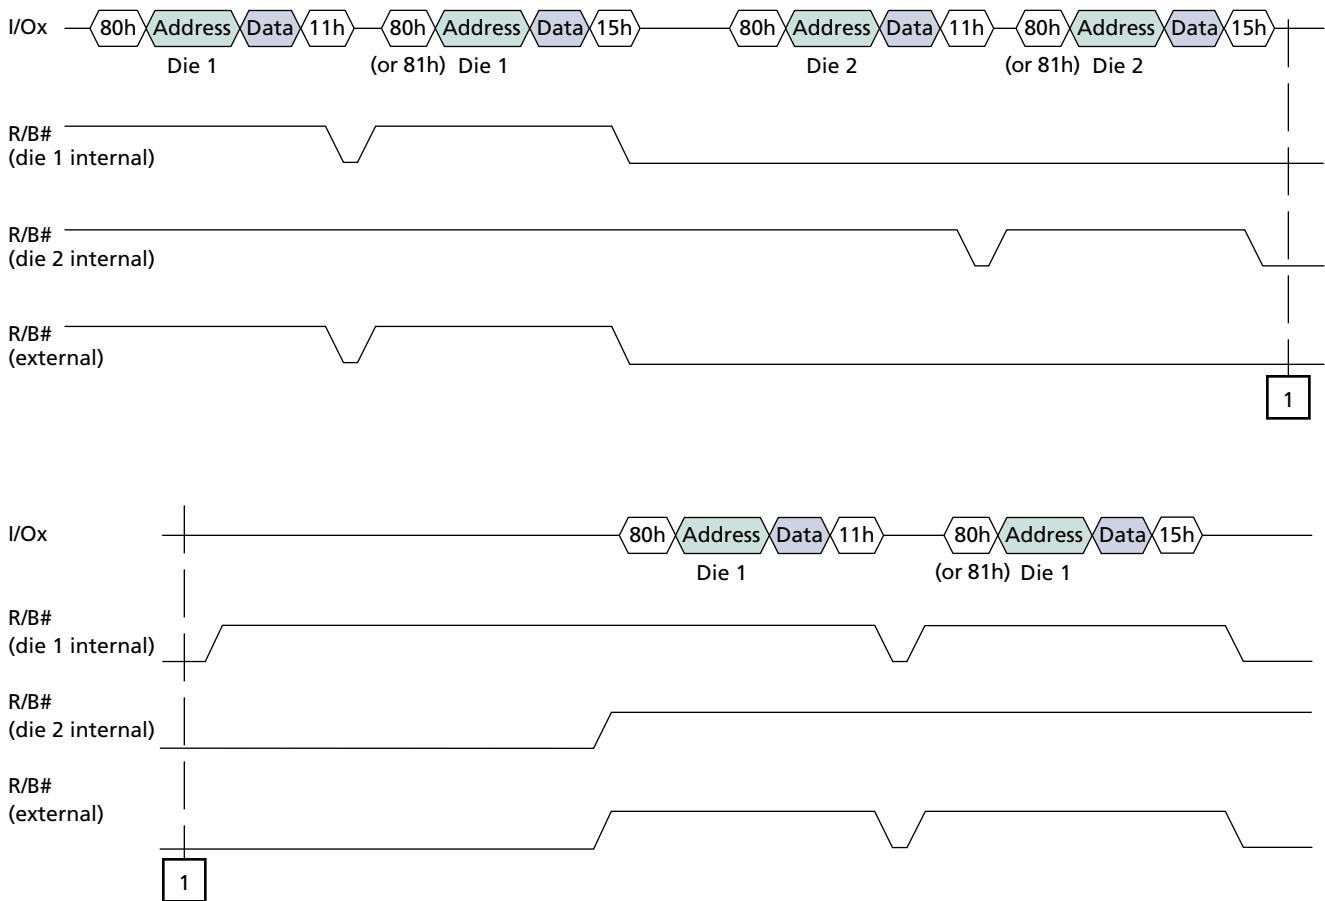 I/Ox 80h Address Data 11h 80h Address Data 15h 80h Address Data 11h 80h Address Data 15h
Die 1 (or 81h) Die 1 Die 2 (or 81h) Die 2
R/B#
(die 1 internal)
R/B#
(die 2 internal)
R/B#
(external)
1
I/Ox 80h Address Data 11h 80h Address Data 15h
Die 1 (or 81h) Die 1
R/B#
(die 1 internal)
R/B#
(die 2 internal)
R/B#
(external)
1